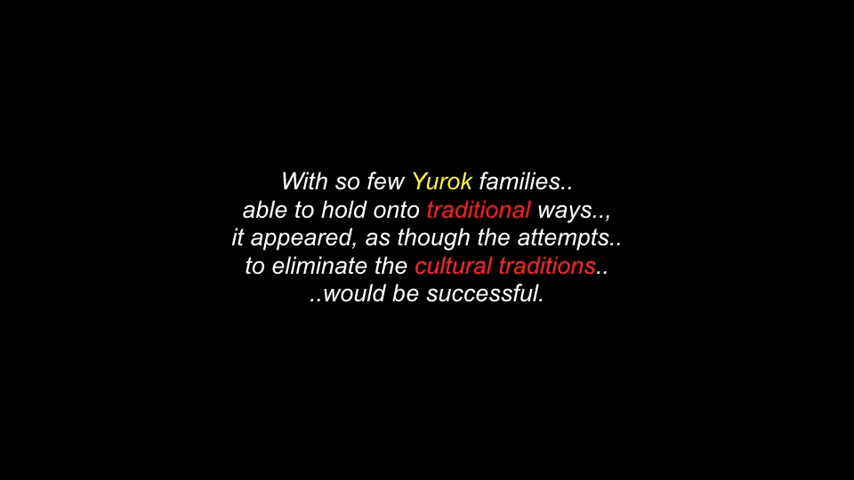 With so few Yurok families..
able to hold onto traditional ways..,
it appeared, as though the attempts..
to eliminate the cultural traditions..
..would be successful.